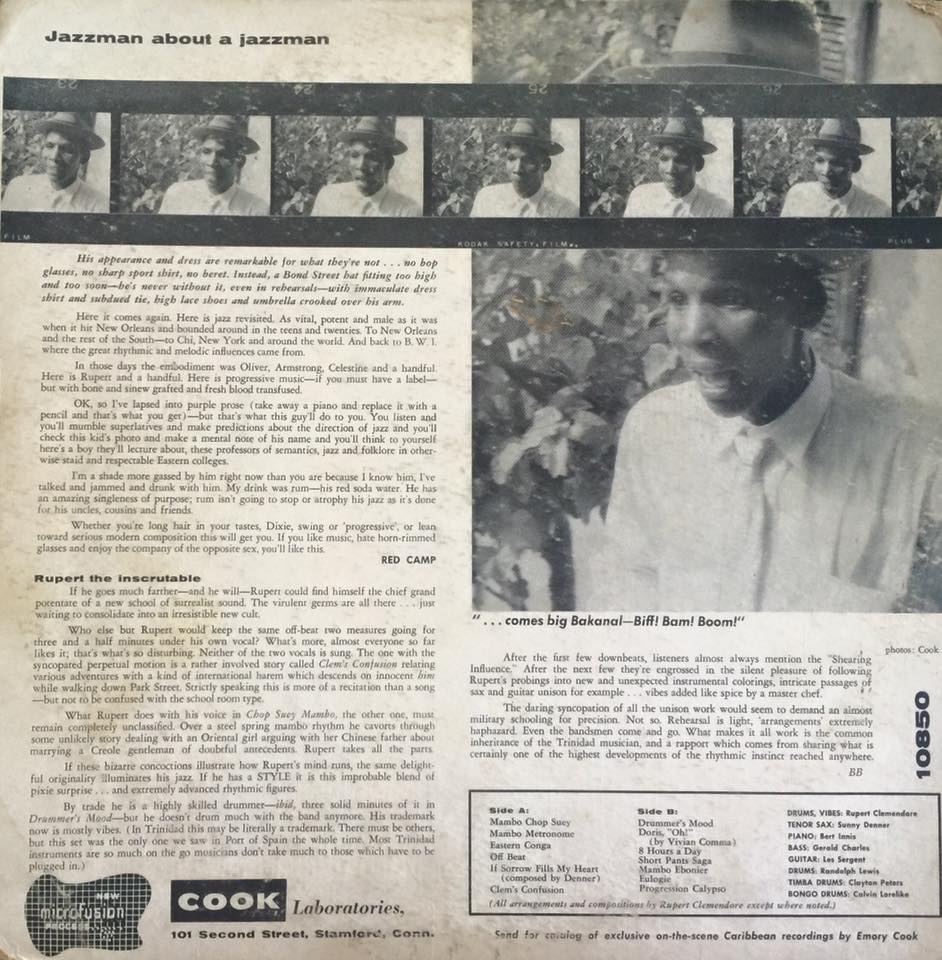 Jazzman about a jazzman
23
24
25
26
FILM
KODAK SAFETY FILM
PLUS X
His appearance and dress are remarkable for what they're not . . . no bop
glasses, no sharp sport shirt, no beret. Instead, a Bond Street hat fitting too high
and too soon—he's never without it, even in rehearsals—with immaculate dress
shirt and subdued tie, high lace shoes and umbrella crooked over his arm.
Here it comes again. Here is jazz revisited. As vital, potent and male as it was
when it hit New Orleans and bounded around in the teens and twenties. To New Orleans
and the rest of the South—to Chi, New York and around the world. And back to B. W. I.
where the great rhythmic and melodic influences came from.
In those days the embodiment was Oliver, Armstrong, Celestine and a handful.
Here is Rupert and a handful. Here is progressive music—if you must have a label—
but with bone and sinew grafted and fresh blood transfused.
OK, so I've lapsed into purple prose (take away a piano and replace it with a
pencil and that's what you get)—but that's what this guy'll do to you. You listen and
you'll mumble superlatives and make predictions about the direction of jazz and you'll
check this kid's photo and make a mental note of his name and you'll think to yourself
here's a boy they'll lecture about, these professors of semantics, jazz and folklore in other-
wise staid and respectable Eastern colleges.
I'm a shade more gassed by him right now than you are because I know him, I've
talked and jammed and drunk with him. My drink was rum—his red soda water. He has
an amazing singleness of purpose; rum isn't going to stop or atrophy his jazz as it's done
for his uncles, cousins and friends.
Whether you're long hair in your tastes, Dixie, swing or 'progressive', or lean
toward serious modern composition this will get you. If you like music, hate horn-rimmed
glasses and enjoy the company of the opposite sex, you'll like this.
RED CAMP
Rupert the inscrutable
If he goes much farther—and he will—Rupert could find himself the chief grand
potentate of a new school of surrealist sound. The virulent germs are all there . . . just
waiting to consolidate into an irresistible new cult.
Who else but Rupert would keep the same off-beat two measures going for
three and a half minutes under his own vocal? What's more, almost everyone so far
likes it; that's what's so disturbing. Neither of the two vocals is sung. The one with the
syncopated perpetual motion is a rather involved story called Clem's Confusion relating
various adventures with a kind of international harem which descends on innocent him
while walking down Park Street. Strictly speaking this is more of a recitation than a song
—but not to be confused with the school room type.
What Rupert does with his voice in Chop Suey Mambo, the other one, must
remain completely unclassified. Over a steel spring mambo rhythm he cavorts through
some unlikely story dealing with an Oriental girl arguing with her Chinese father about
marrying a Creole gentleman of doubtful antecedents. Rupert takes all the parts.
If these bizarre concoctions illustrate how Rupert's mind runs, the same delight-
ful originality illuminates his jazz. If he has a STYLE it is this improbable blend of
pixie surprise . . . and extremely advanced rhythmic figures.
By trade he is a highly skilled drummer—ibid, three solid minutes of it in
Drummer's Mood—but he doesn't drum much with the band anymore. His trademark
now is mostly vibes. (In Trinidad this may be literally a trademark. There must be others,
but this set was the only one we saw in Port of Spain the whole time. Most Trinidad
instruments are so much on the go musicians don't take much to those which have to be
plugged in.)
". . . comes big Bakanal—Biff! Bam! Boom!"
photos: Cook
After the first few downbeats, listeners almost always mention the "Shearing
Influence." After the next few they're engrossed in the silent pleasure of following
Rupert's probings into new and unexpected instrumental colorings, intricate passages of
sax and guitar unison for example . . . vibes added like spice by a master chef.
The daring syncopation of all the unison work would seem to demand an almost
military schooling for precision. Not so. Rehearsal is light, 'arrangements' extremely
haphazard. Even the bandsmen come and go. What makes it all work is the common
inheritance of the Trinidad musician, and a rapport which comes from sharing what is
certainly one of the highest developments of the rhythmic instinct reached anywhere.
BB
10850
Side A:
Mambo Chop Suey
Mambo Metronome
Eastern Conga
Off Beat
If Sorrow Fills My Heart
(composed by Denner)
Clem's Confusion
Side B:
Drummer's Mood
Doris, "Oh!"
(by Vivian Comma)
8 Hours a Day
Short Pants Saga
Mambo Ebonier
Eulogie
Progression Calypso
DRUMS, VIBES: Rupert Clemendore
TENOR SAX: Sunny Denner
PIANO: Bert Innis
BASS: Gerald Charles
GUITAR: Les Sergent
DRUMS: Randolph Lewis
TIMBA DRUMS: Clayton Peters
BONGO DRUMS: Calvin Lorelike
(All arrangements and compositions by Rupert Clemendore except where noted.)
new
microfusion
PROCESS
COOK Laboratories,
101 Second Street, Stamford, Conn.
Send for catalog of exclusive on-the-scene Caribbean recordings by Emory Cook